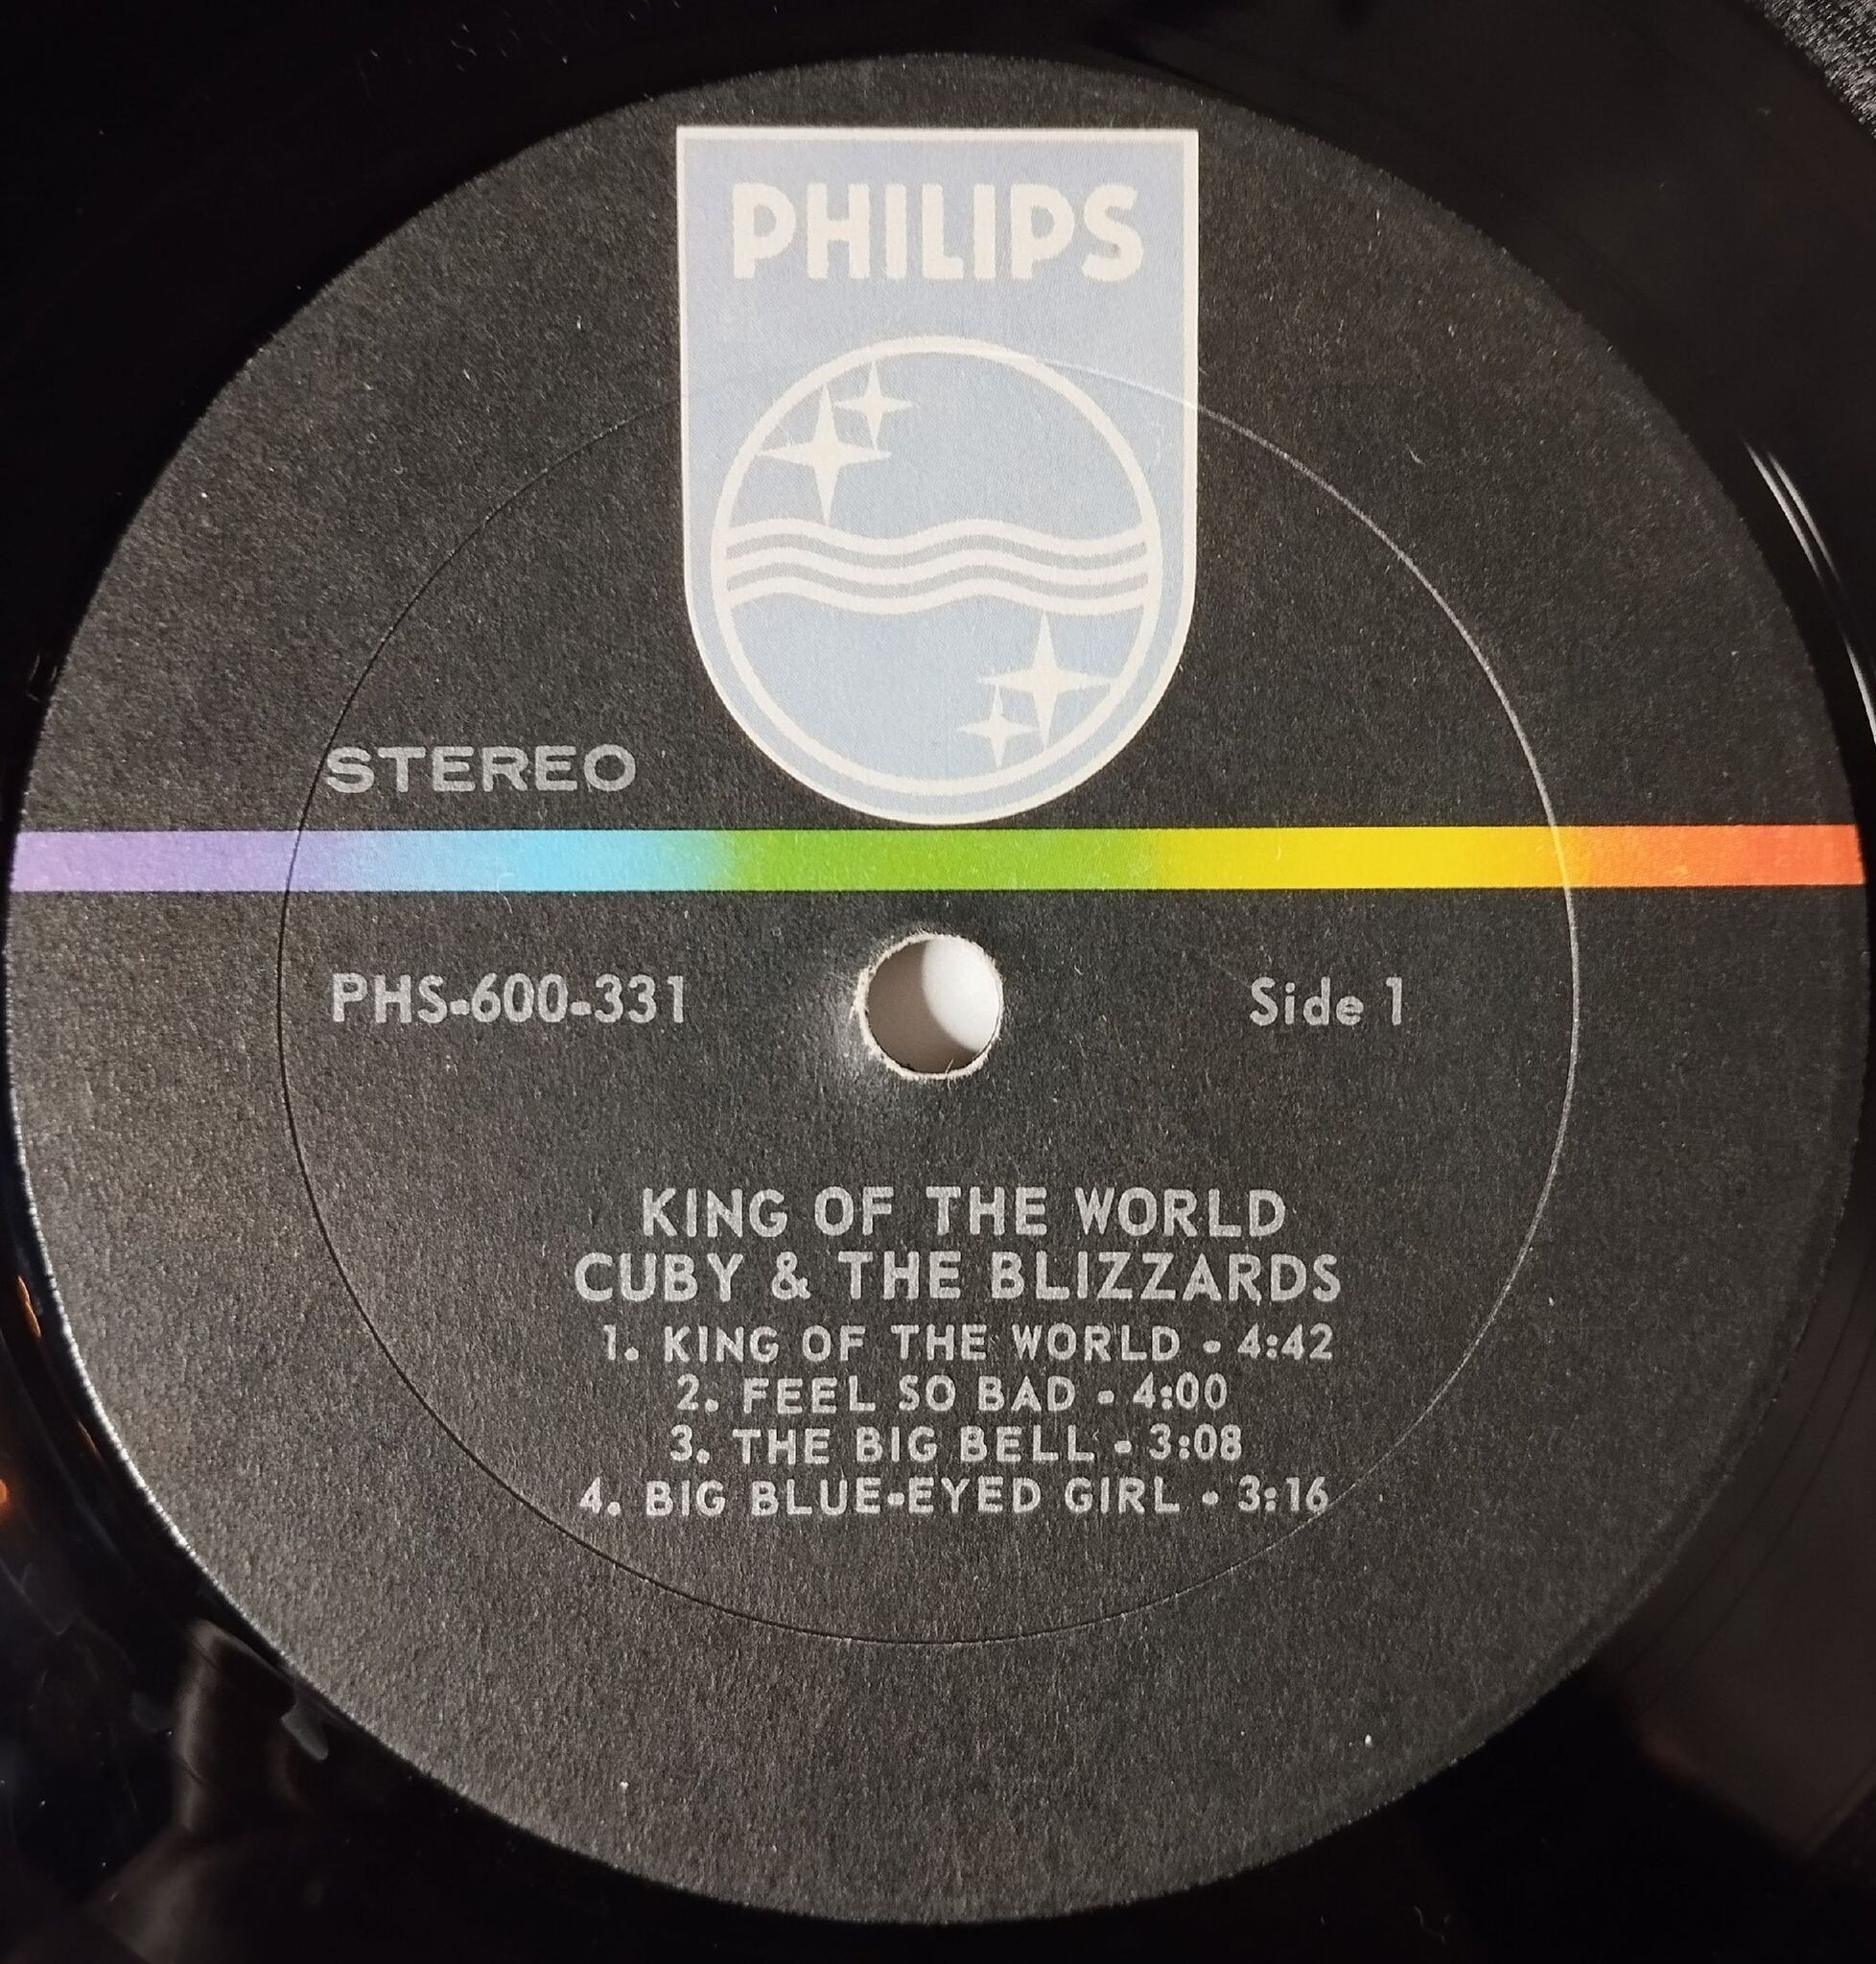 PHILIPS
STEREO
PHS-600-331
Side 1
KING OF THE WORLD
CUBY & THE BLIZZARDS
1. KING OF THE WORLD - 4:42
2. FEEL SO BAD - 4:00
3. THE BIG BELL - 3:08
4. BIG BLUE-EYED GIRL - 3:16